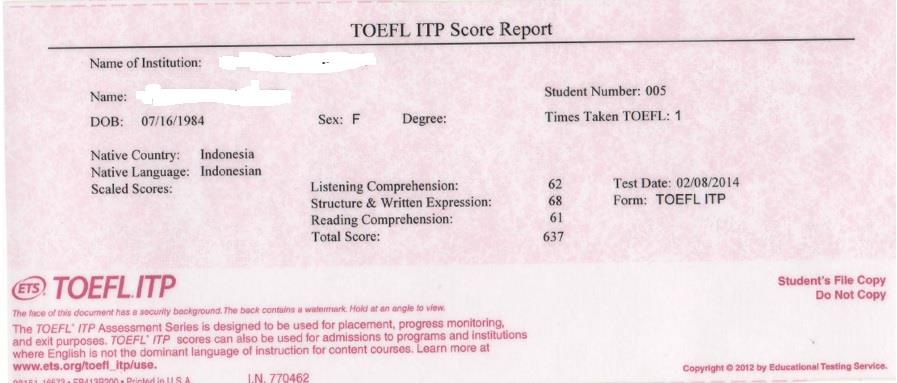 TOEFL ITP Score Report
Name of Institution:
Name:
Student Number: 005
DOB: 07/16/1984 Sex: F Degree: Times Taken TOEFL: 1
Native Country: Indonesia
Native Language: Indonesian
Scaled Scores:
Listening Comprehension: 62 Test Date: 02/08/2014
Structure & Written Expression: 68 Form: TOEFL ITP
Reading Comprehension: 61
Total Score: 637
ETS TOEFL ITP
Student's File Copy
Do Not Copy
The face of this document has a security background. The back contains a watermark. Hold at an angle to view.
The TOEFL® ITP Assessment Series is designed to be used for placement, progress monitoring,
and exit purposes. TOEFL® ITP scores can also be used for admissions to programs and institutions
where English is not the dominant language of instruction for content courses. Learn more at
www.ets.org/toefl_itp/use.
Copyright © 2012 by Educational Testing Service.
Printed in U.S.A. I.N. 770462